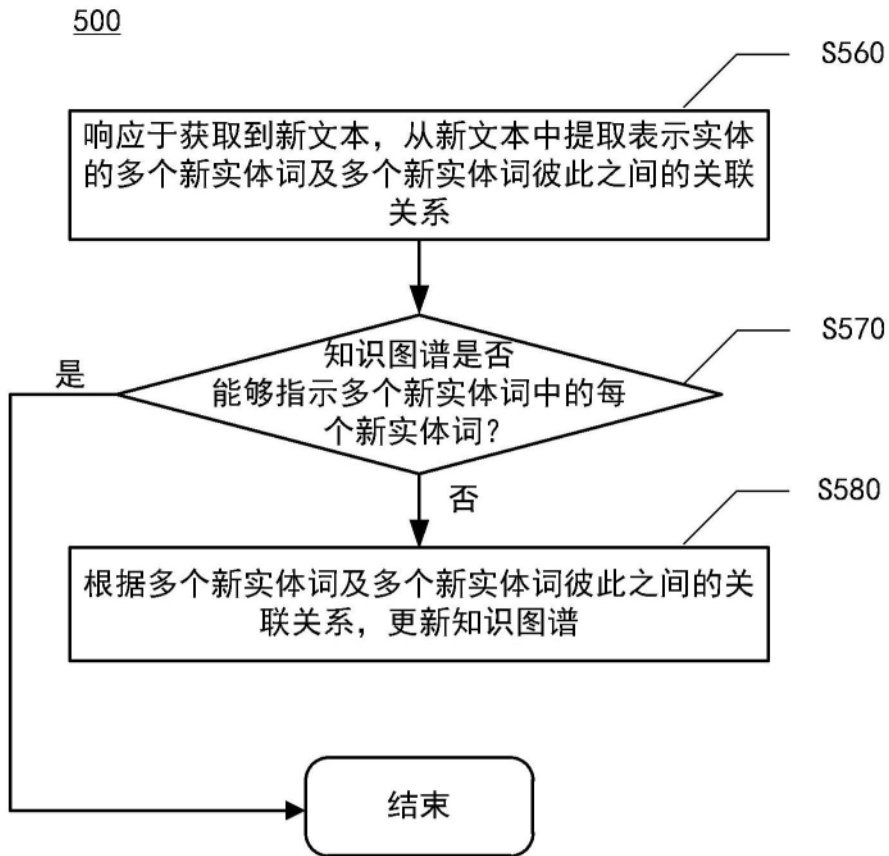 500
S560
响应于获取到新文本，从新文本中提取表示实体
的多个新实体词及多个新实体词彼此之间的关联
关系
S570
知识图谱是否
能够指示多个新实体词中的每
个新实体词？
是
否
S580
根据多个新实体词及多个新实体词彼此之间的关
联关系，更新知识图谱
结束